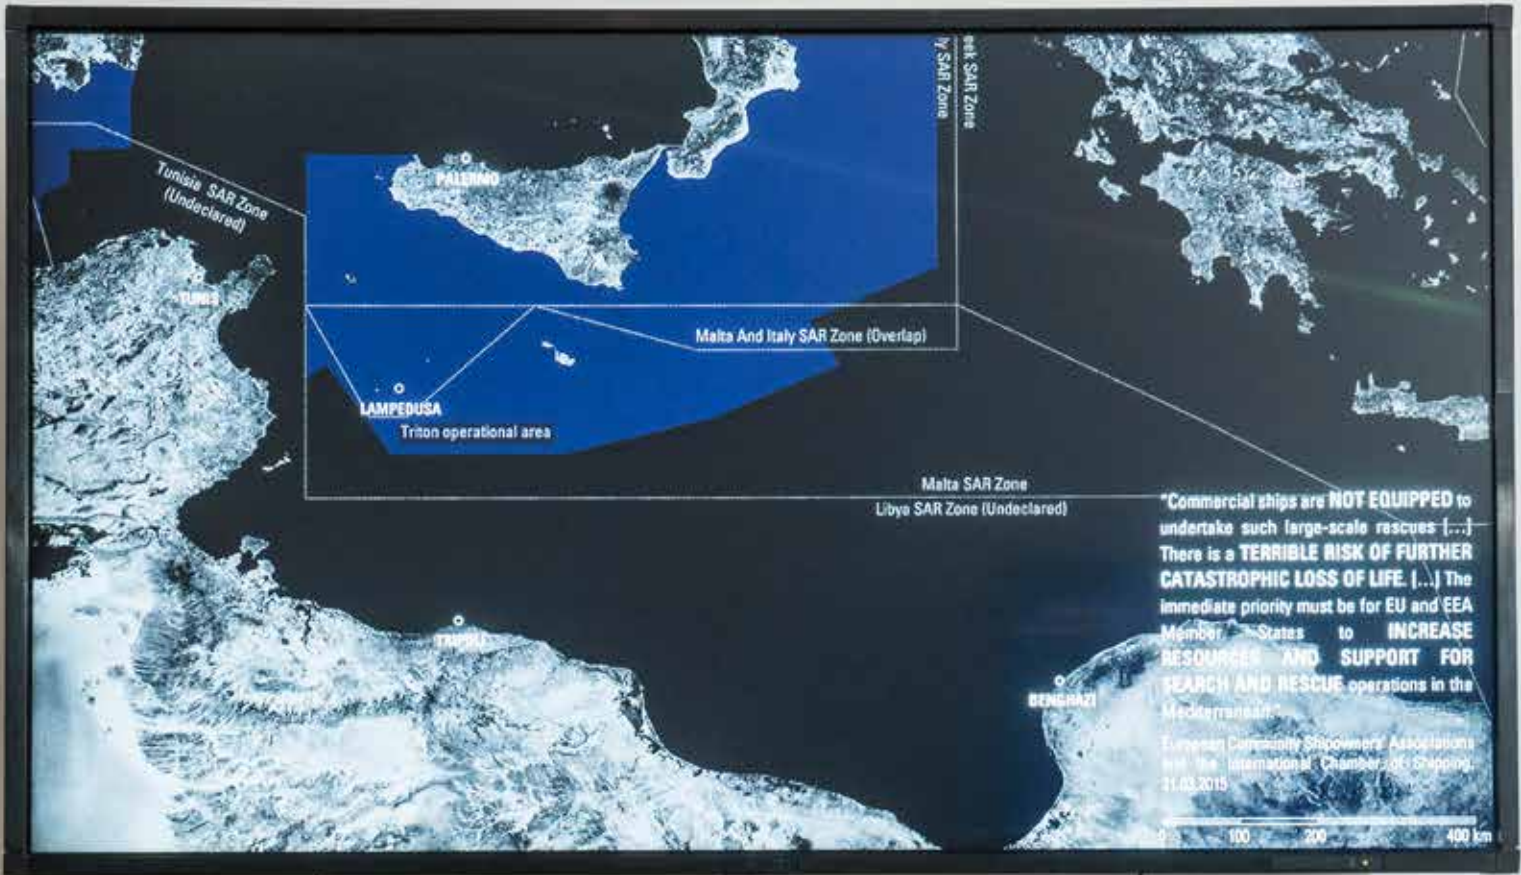 eek SAR Zone
ly SAR Zone
Tunisia SAR Zone
(Undeclared)
PALERMO
TUNIS
Malta And Italy SAR Zone (Overlap)
LAMPEDUSA
Triton operational area
Malta SAR Zone
Libya SAR Zone (Undeclared)
"Commercial ships are NOT EQUIPPED to
undertake such large-scale rescues [...]
There is a TERRIBLE RISK OF FURTHER
CATASTROPHIC LOSS OF LIFE. [...] The
immediate priority must be for EU and EEA
Member States to INCREASE
RESOURCES AND SUPPORT FOR
SEARCH AND RESCUE operations in the
Mediterranean."
European Community Shipowners' Associations
and the International Chamber of Shipping,
31.03.2015
TRIPOLI
BENGHAZI
0 100 200 400 km